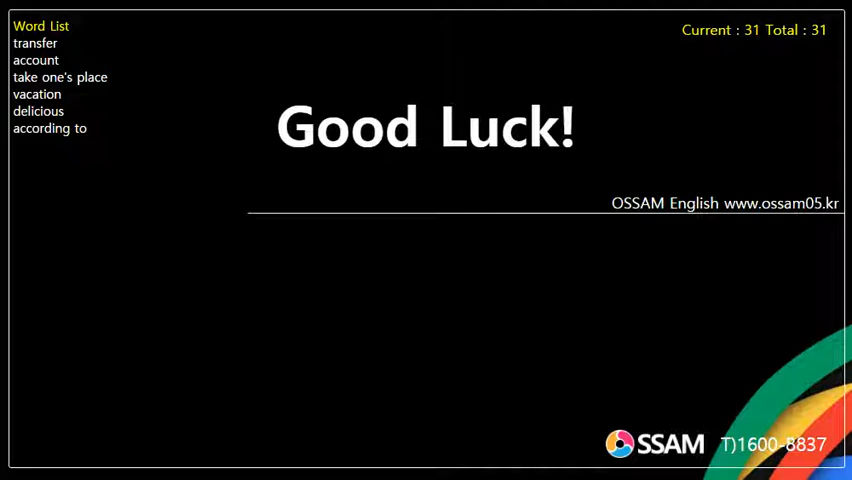 Word List
transfer
account
take one's place
vacation
delicious
according to
Current : 31 Total : 31
Good Luck!
OSSAM English www.ossam05.kr
OSSAM T)1600-8837